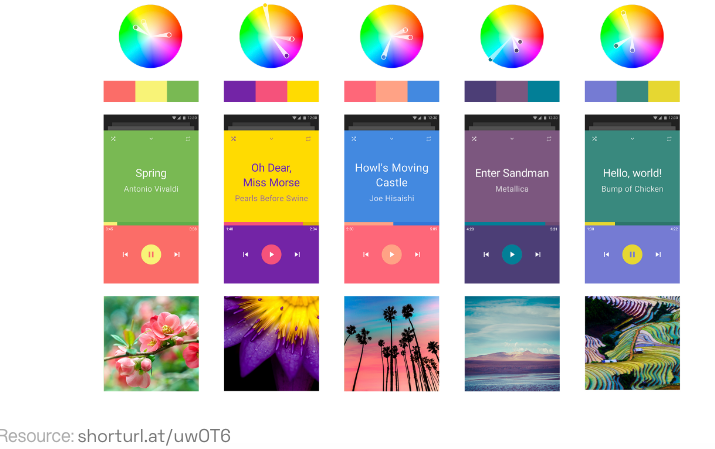 Spring
Antonio Vivaldi
Oh Dear,
Miss Morse
Pearls Before Swine
Howl's Moving
Castle
Joe Hisaishi
Enter Sandman
Metallica
Hello, world!
Bump of Chicken
Resource: shorturl.at/uw0T6